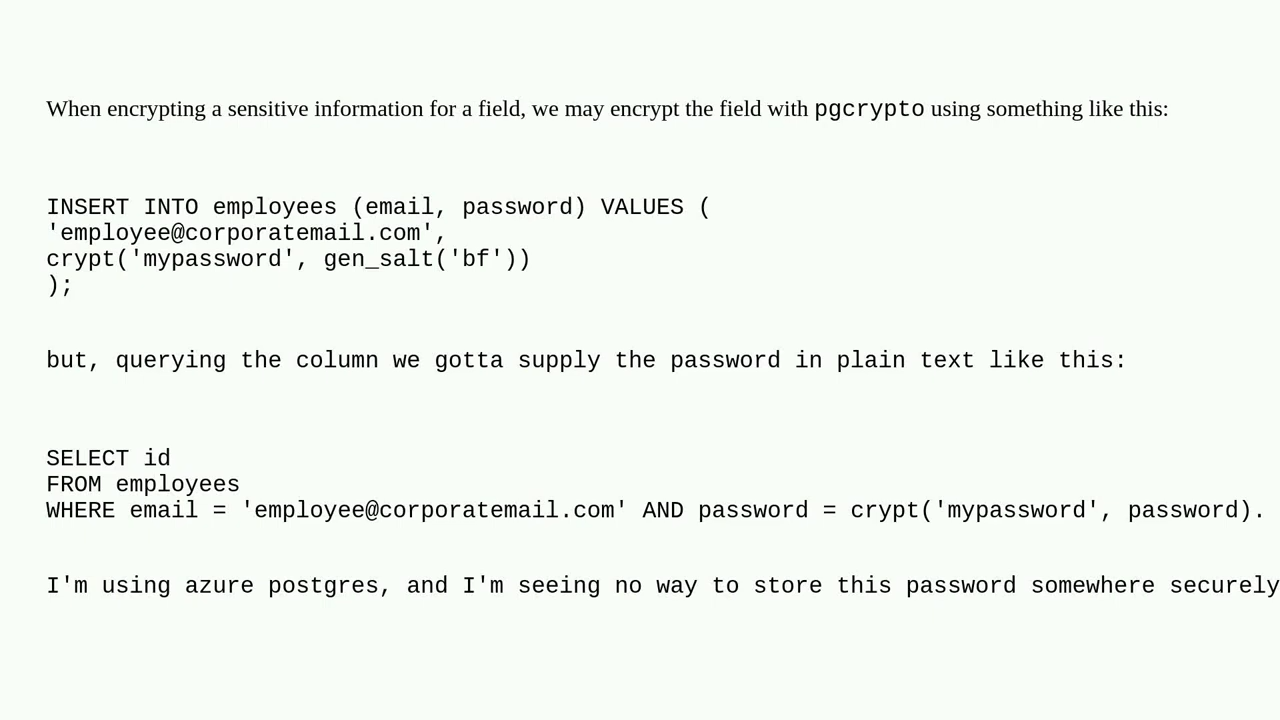 When encrypting a sensitive information for a field, we may encrypt the field with pgcrypto using something like this:
INSERT INTO employees (email, password) VALUES (
'employee@corporatemail.com',
crypt('mypassword', gen_salt('bf'))
);
but, querying the column we gotta supply the password in plain text like this:
SELECT id
FROM employees
WHERE email = 'employee@corporatemail.com' AND password = crypt('mypassword', password).
I'm using azure postgres, and I'm seeing no way to store this password somewhere securely